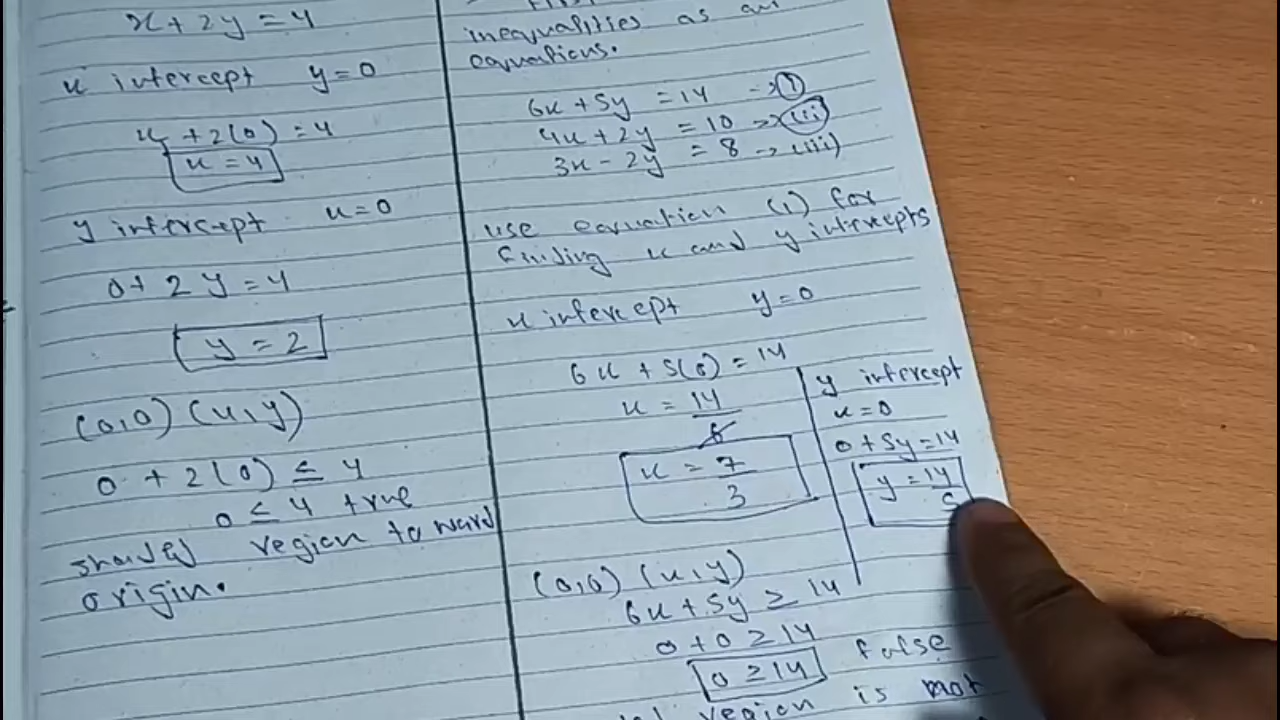 x + 2y = 4
x intercept y = 0
x + 2(0) = 4
x = 4
y intercept x = 0
0 + 2y = 4
y = 2
(0,0) (x,y)
0 + 2(0) ≤ 4
0 ≤ 4 true
shaded region to ward
origin.
inequalities as an
equations.
6x + 5y = 14 → (i)
4x + 2y = 10 → (ii)
3x - 2y = 8 → (iii)
use equation (i) for
finding x and y intercepts
x intercept y = 0
6x + 5(0) = 14
x = 14/6
x = 7/3
y intercept
x = 0
0 + 5y = 14
y = 14/5
(0,0) (x,y)
6x + 5y ≥ 14
0 + 0 ≥ 14
0 ≥ 14 false
region is not